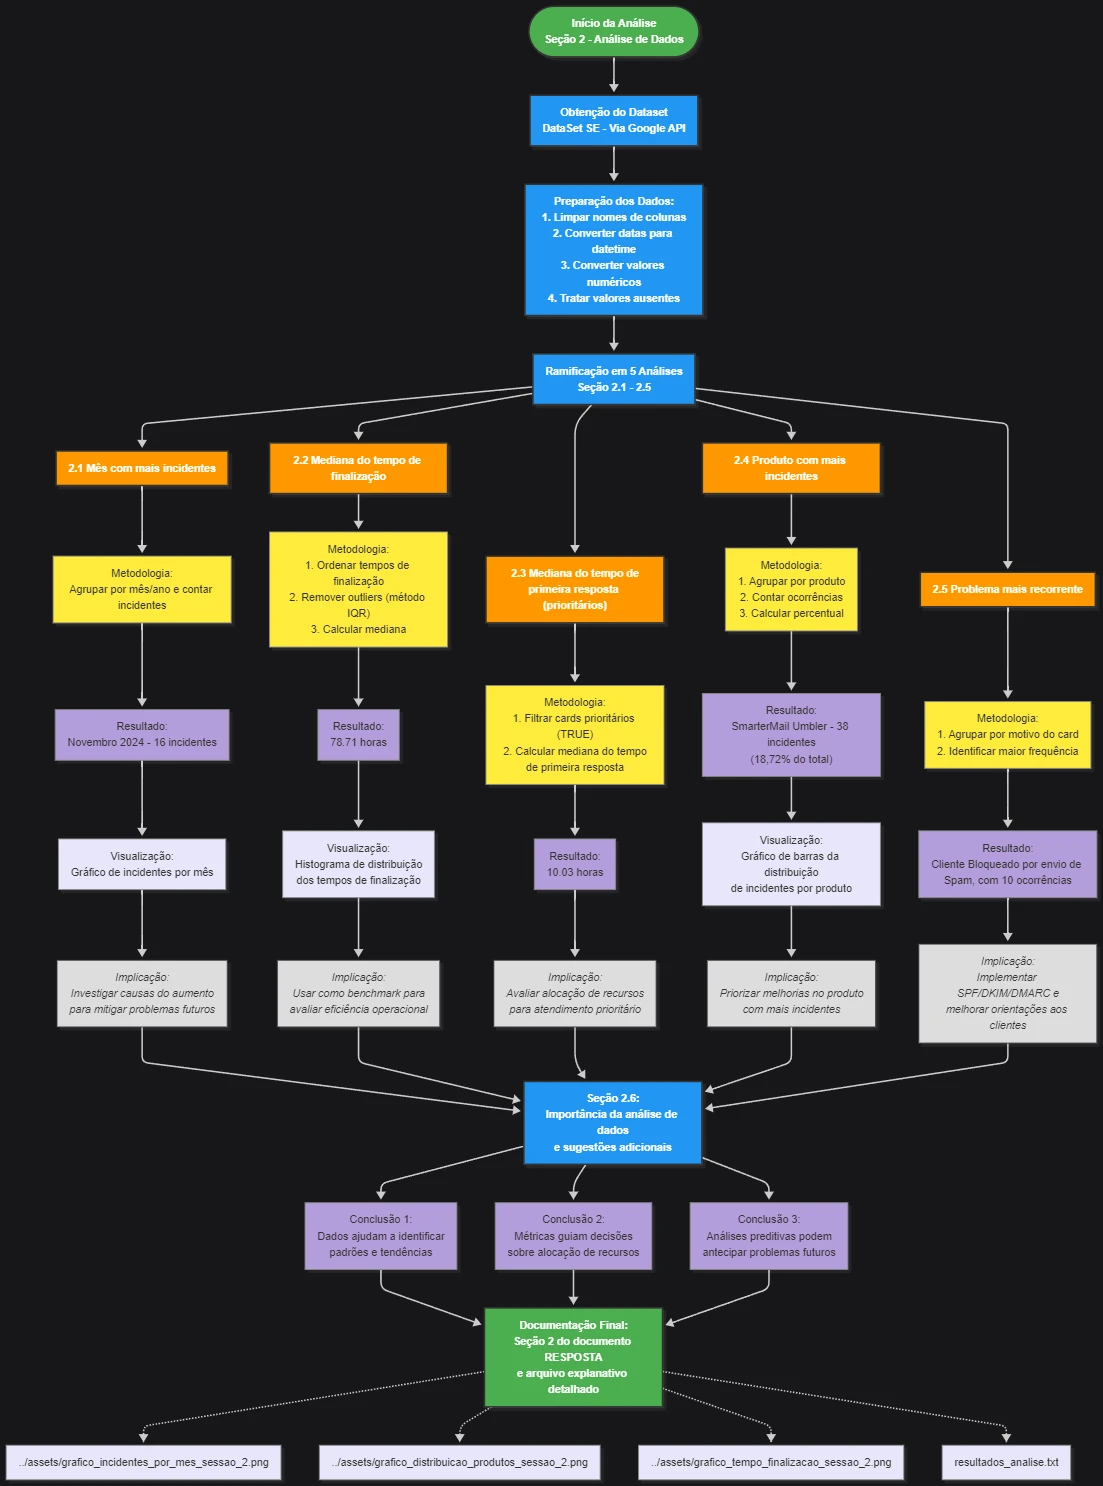 Início da Análise
Seção 2 - Análise de Dados
Obtenção do Dataset
DataSet SE - Via Google API
Preparação dos Dados:
1. Limpar nomes de colunas
2. Converter datas para
datetime
3. Converter valores
numéricos
4. Tratar valores ausentes
Ramificação em 5 Análises
Seção 2.1 - 2.5
2.1 Mês com mais incidentes
Metodologia:
Agrupar por mês/ano e contar
incidentes
Resultado:
Novembro 2024 - 16 incidentes
Visualização:
Gráfico de incidentes por mês
Implicação:
Investigar causas do aumento
para mitigar problemas futuros
2.2 Mediana do tempo de
finalização
Metodologia:
1. Ordenar tempos de
finalização
2. Remover outliers (método
IQR)
3. Calcular mediana
Resultado:
78.71 horas
Visualização:
Histograma de distribuição
dos tempos de finalização
Implicação:
Usar como benchmark para
avaliar eficiência operacional
2.3 Mediana do tempo de
primeira resposta
(prioritários)
Metodologia:
1. Filtrar cards prioritários
(TRUE)
2. Calcular mediana do tempo
de primeira resposta
Resultado:
10.03 horas
Implicação:
Avaliar alocação de recursos
para atendimento prioritário
2.4 Produto com mais
incidentes
Metodologia:
1. Agrupar por produto
2. Contar ocorrências
3. Calcular percentual
Resultado:
SmarterMail Umbler - 38
incidentes
(18,72% do total)
Visualização:
Gráfico de barras da
distribuição
de incidentes por produto
Implicação:
Priorizar melhorias no produto
com mais incidentes
2.5 Problema mais recorrente
Metodologia:
1. Agrupar por motivo do card
2. Identificar maior frequência
Resultado:
Cliente Bloqueado por envio de
Spam, com 10 ocorrências
Implicação:
Implementar
SPF/DKIM/DMARC e
melhorar orientações aos
clientes
Seção 2.6:
Importância da análise de
dados
e sugestões adicionais
Conclusão 1:
Dados ajudam a identificar
padrões e tendências
Conclusão 2:
Métricas guiam decisões
sobre alocação de recursos
Conclusão 3:
Análises preditivas podem
antecipar problemas futuros
Documentação Final:
Seção 2 do documento
RESPOSTA
e arquivo explanativo
detalhado
../assets/grafico_incidentes_por_mes_sessao_2.png
../assets/grafico_distribuicao_produtos_sessao_2.png
../assets/grafico_tempo_finalizacao_sessao_2.png
resultados_analise.txt